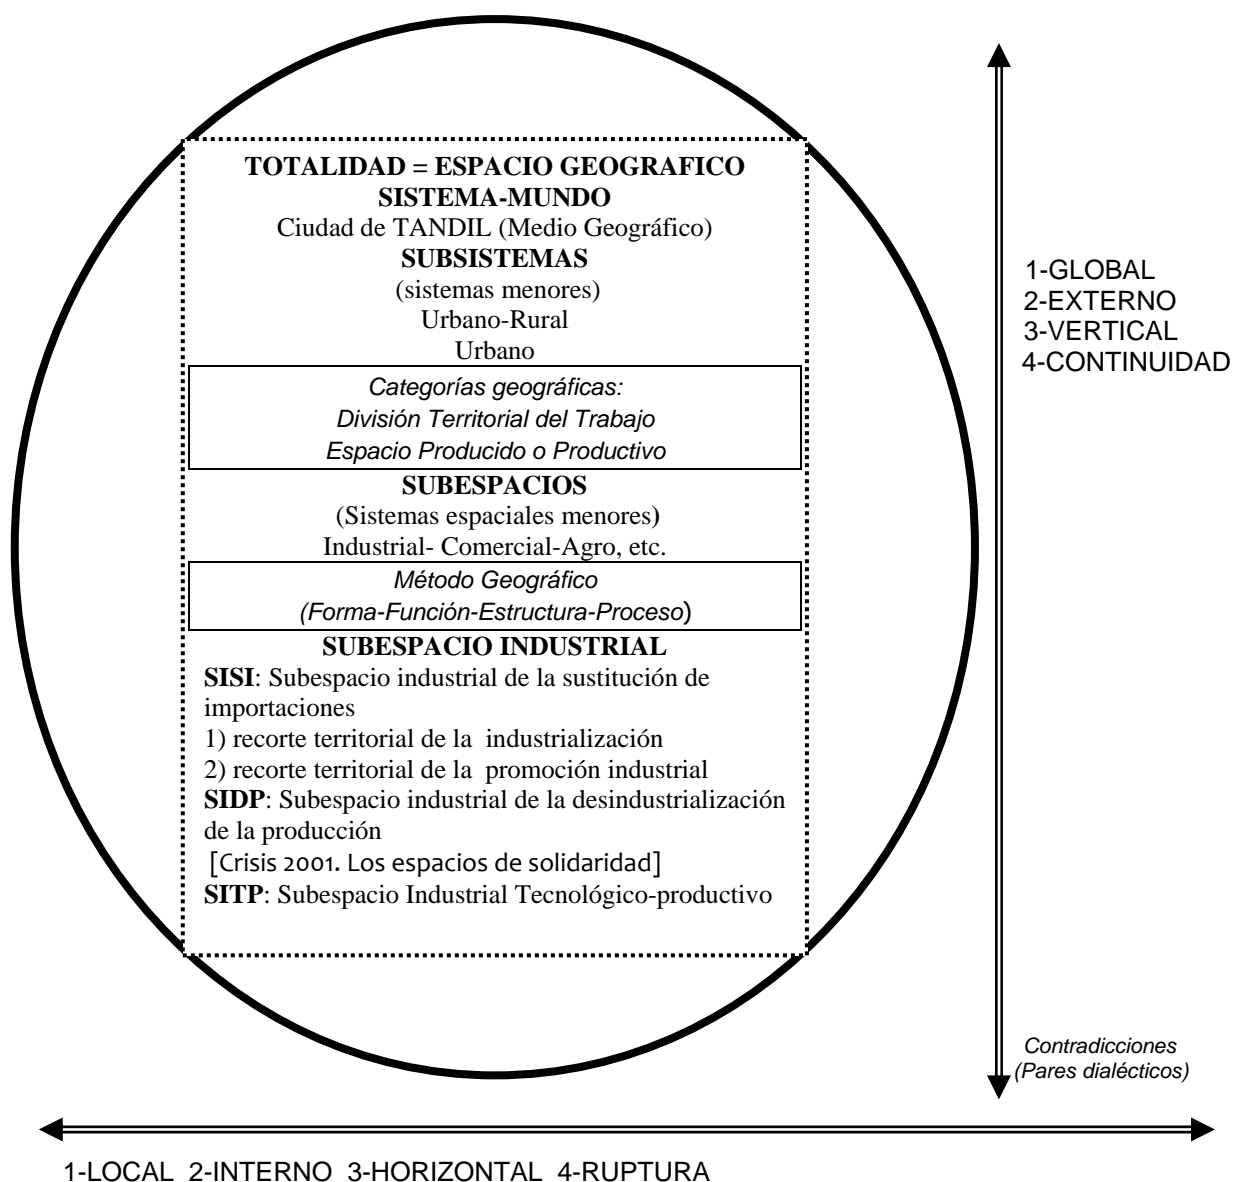 TOTALIDAD = ESPACIO GEOGRAFICO
SISTEMA-MUNDO
Ciudad de TANDIL (Medio Geográfico)
SUBSISTEMAS
(sistemas menores)
Urbano-Rural
Urbano
Categorías geográficas:
División Territorial del Trabajo
Espacio Producido o Productivo
SUBESPACIOS
(Sistemas espaciales menores)
Industrial- Comercial-Agro, etc.
Método Geográfico
(Forma-Función-Estructura-Proceso)
SUBESPACIO INDUSTRIAL
SISI: Subespacio industrial de la sustitución de
importaciones
1) recorte territorial de la industrialización
2) recorte territorial de la promoción industrial
SIDP: Subespacio industrial de la desindustrialización
de la producción
[Crisis 2001. Los espacios de solidaridad]
SITP: Subespacio Industrial Tecnológico-productivo
1-GLOBAL
2-EXTERNO
3-VERTICAL
4-CONTINUIDAD
Contradicciones
(Pares dialécticos)
1-LOCAL 2-INTERNO 3-HORIZONTAL 4-RUPTURA